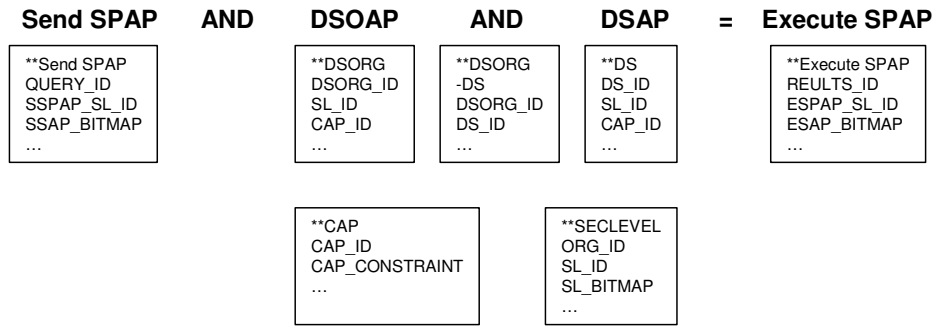 Send SPAP AND DSOAP AND DSAP = Execute SPAP
**Send SPAP
QUERY_ID
SSPAP_SL_ID
SSAP_BITMAP
…
**DSORG
DSORG_ID
SL_ID
CAP_ID
…
**DSORG
-DS
DSORG_ID
DS_ID
…
**DS
DS_ID
SL_ID
CAP_ID
…
**Execute SPAP
REULTS_ID
ESPAP_SL_ID
ESAP_BITMAP
…
**CAP
CAP_ID
CAP_CONSTRAINT
…
**SECLEVEL
ORG_ID
SL_ID
SL_BITMAP
…